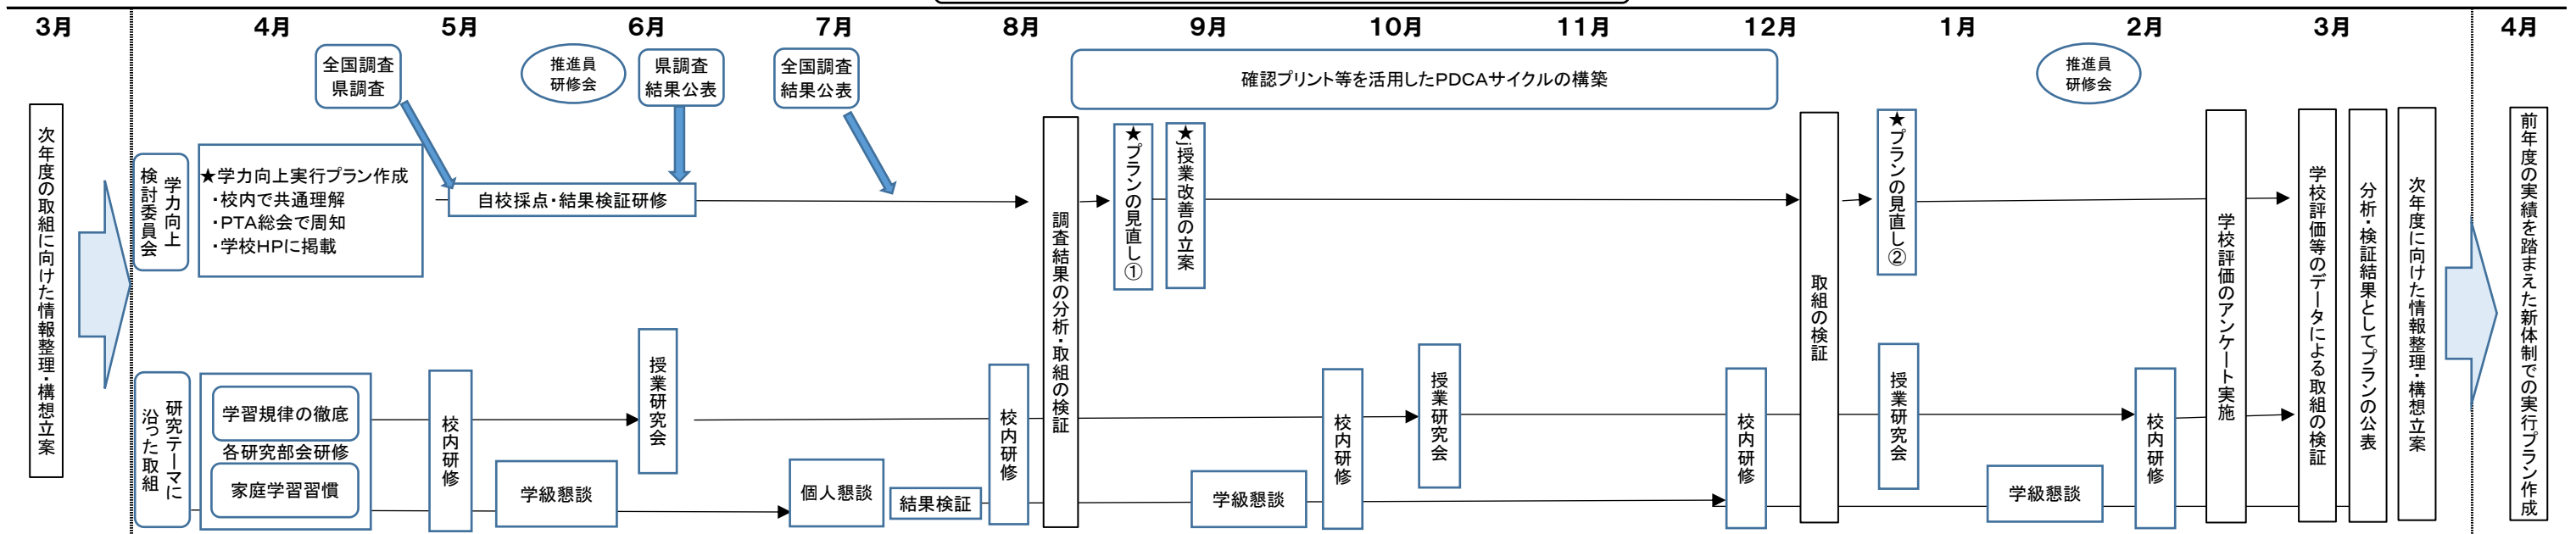 3月
4月
5月
6月
7月
8月
9月
10月
11月
12月
1月
2月
3月
4月
全国調査
県調査
推進員
研修会
県調査
結果公表
全国調査
結果公表
確認プリント等を活用したPDCAサイクルの構築
推進員
研修会
次年度の取組に向けた情報整理・構想立案
学力向上
検討委員会
★学力向上実行プラン作成
・校内で共通理解
・PTA総会で周知
・学校HPに掲載
自校採点・結果検証研修
調査結果の分析・取組の検証
★プランの見直し①
★j授業改善の立案
取組の検証
★プランの見直し②
学校評価のアンケート実施
学校評価等のデータによる取組の検証
分析・検証結果としてプランの公表
次年度に向けた情報整理・構想立案
前年度の実績を踏まえた新体制での実行プラン作成
研究テーマに
沿った取組
学習規律の徹底
各研究部会研修
家庭学習習慣
校内研修
学級懇談
授業研究会
個人懇談
結果検証
校内研修
学級懇談
校内研修
授業研究会
校内研修
授業研究会
学級懇談
校内研修